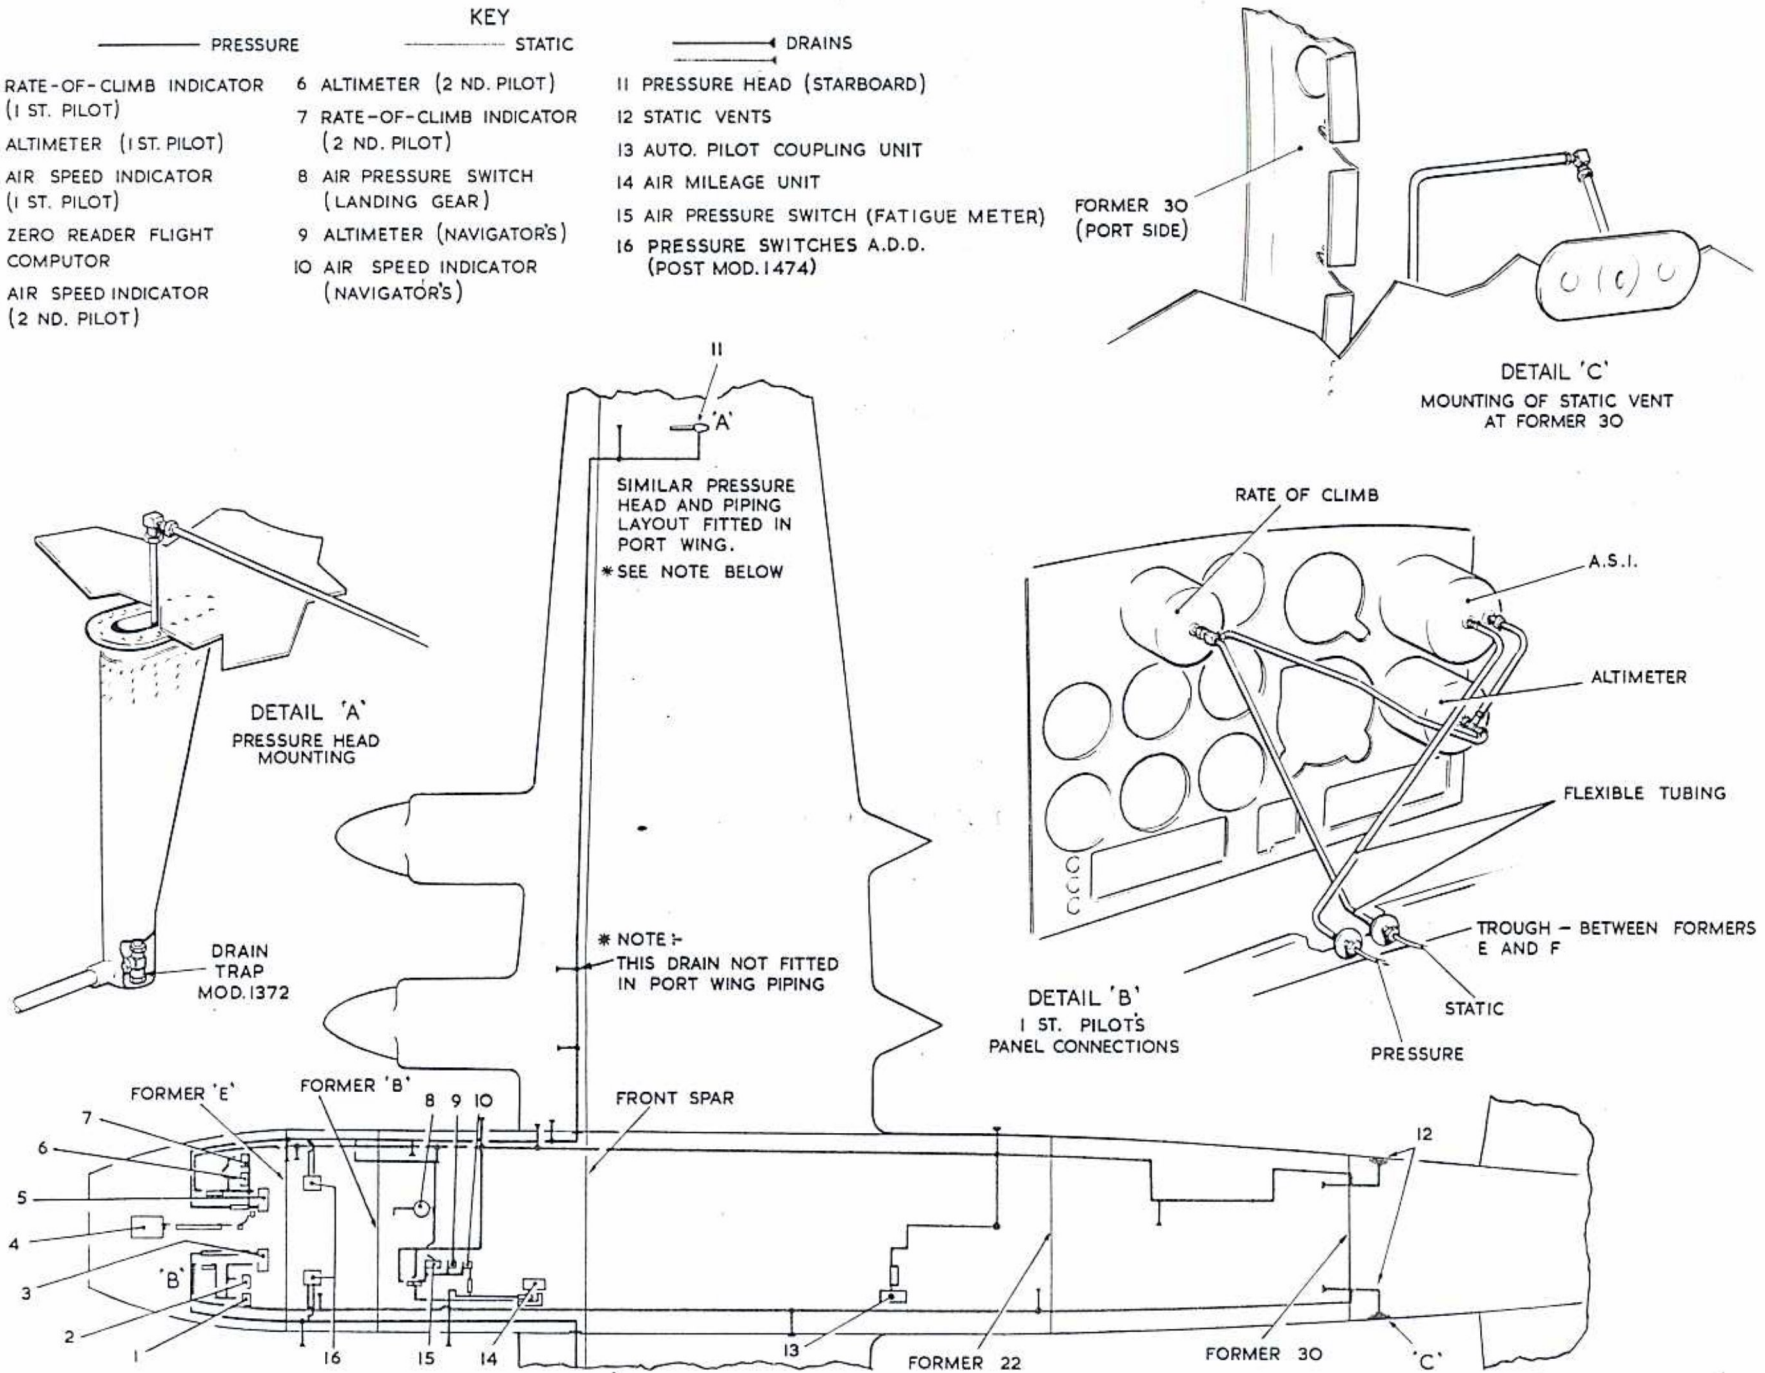 KEY
PRESSURE
STATIC
DRAINS
RATE-OF-CLIMB INDICATOR
(1 ST. PILOT)
ALTIMETER (1 ST. PILOT)
AIR SPEED INDICATOR
(1 ST. PILOT)
ZERO READER FLIGHT
COMPUTOR
AIR SPEED INDICATOR
(2 ND. PILOT)
6 ALTIMETER (2 ND. PILOT)
7 RATE-OF-CLIMB INDICATOR
(2 ND. PILOT)
8 AIR PRESSURE SWITCH
(LANDING GEAR)
9 ALTIMETER (NAVIGATOR'S)
10 AIR SPEED INDICATOR
(NAVIGATOR'S)
11 PRESSURE HEAD (STARBOARD)
12 STATIC VENTS
13 AUTO. PILOT COUPLING UNIT
14 AIR MILEAGE UNIT
15 AIR PRESSURE SWITCH (FATIGUE METER)
16 PRESSURE SWITCHES A.D.D.
(POST MOD. 1474)
FORMER 30
(PORT SIDE)
DETAIL 'C'
MOUNTING OF STATIC VENT
AT FORMER 30
11
'A'
SIMILAR PRESSURE
HEAD AND PIPING
LAYOUT FITTED IN
PORT WING.
* SEE NOTE BELOW
DETAIL 'A'
PRESSURE HEAD
MOUNTING
DRAIN
TRAP
MOD. 1372
RATE OF CLIMB
A.S.I.
ALTIMETER
FLEXIBLE TUBING
TROUGH – BETWEEN FORMERS
E AND F
STATIC
PRESSURE
DETAIL 'B'
1 ST. PILOT'S
PANEL CONNECTIONS
* NOTE :-
THIS DRAIN NOT FITTED
IN PORT WING PIPING
FORMER 'E'
FORMER 'B'
8 9 10
FRONT SPAR
12
7
6
5
4
3
'B'
2
1
16
15
14
13
FORMER 22
FORMER 30
'C'